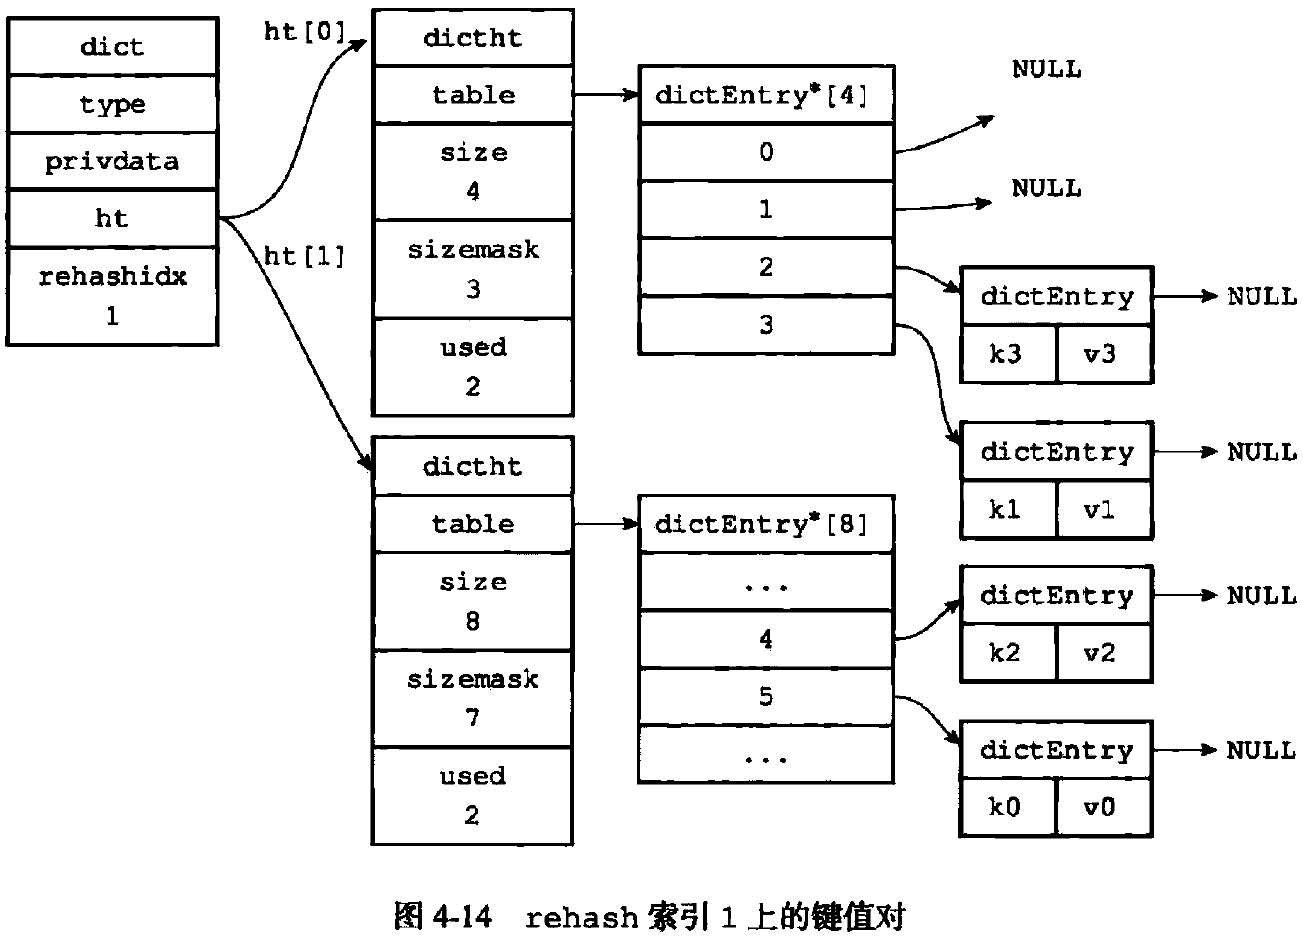 dict
type
privdata
ht
rehashidx
1
ht[0]
ht[1]
dictht
table
size
4
sizemask
3
used
2
dictEntry*[4]
0
1
2
3
NULL
NULL
dictEntry
k3 v3
NULL
dictEntry
k1 v1
NULL
dictht
table
size
8
sizemask
7
used
2
dictEntry*[8]
...
4
5
...
dictEntry
k2 v2
NULL
dictEntry
k0 v0
NULL
图 4-14 rehash 索引 1 上的键值对